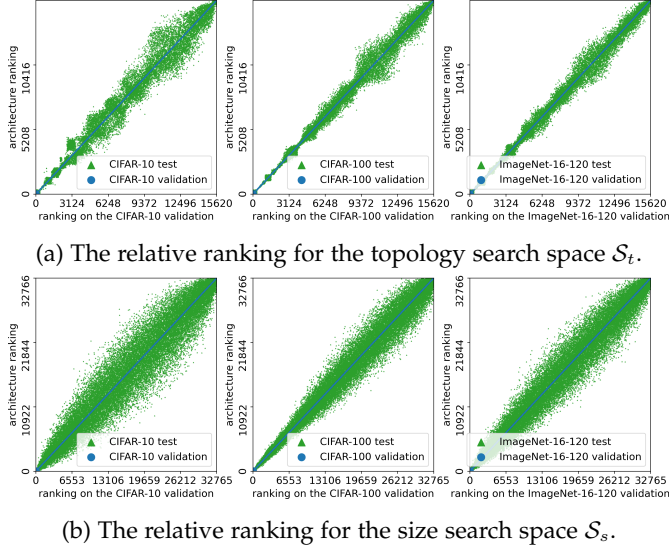 architecture ranking
10416
5208
0
CIFAR-10 test
CIFAR-10 validation
0 3124 6248 9372 12496 15620
ranking on the CIFAR-10 validation
architecture ranking
10416
5208
0
CIFAR-100 test
CIFAR-100 validation
0 3124 6248 9372 12496 15620
ranking on the CIFAR-100 validation
architecture ranking
10416
5208
0
ImageNet-16-120 test
ImageNet-16-120 validation
0 3124 6248 9372 12496 15620
ranking on the ImageNet-16-120 validation
(a) The relative ranking for the topology search space 𝒮ₜ.
architecture ranking
32766
21844
10922
0
CIFAR-10 test
CIFAR-10 validation
0 6553 13106 19659 26212 32765
ranking on the CIFAR-10 validation
architecture ranking
32766
21844
10922
0
CIFAR-100 test
CIFAR-100 validation
0 6553 13106 19659 26212 32765
ranking on the CIFAR-100 validation
architecture ranking
32766
21844
10922
0
ImageNet-16-120 test
ImageNet-16-120 validation
0 6553 13106 19659 26212 32765
ranking on the ImageNet-16-120 validation
(b) The relative ranking for the size search space 𝒮ₛ.